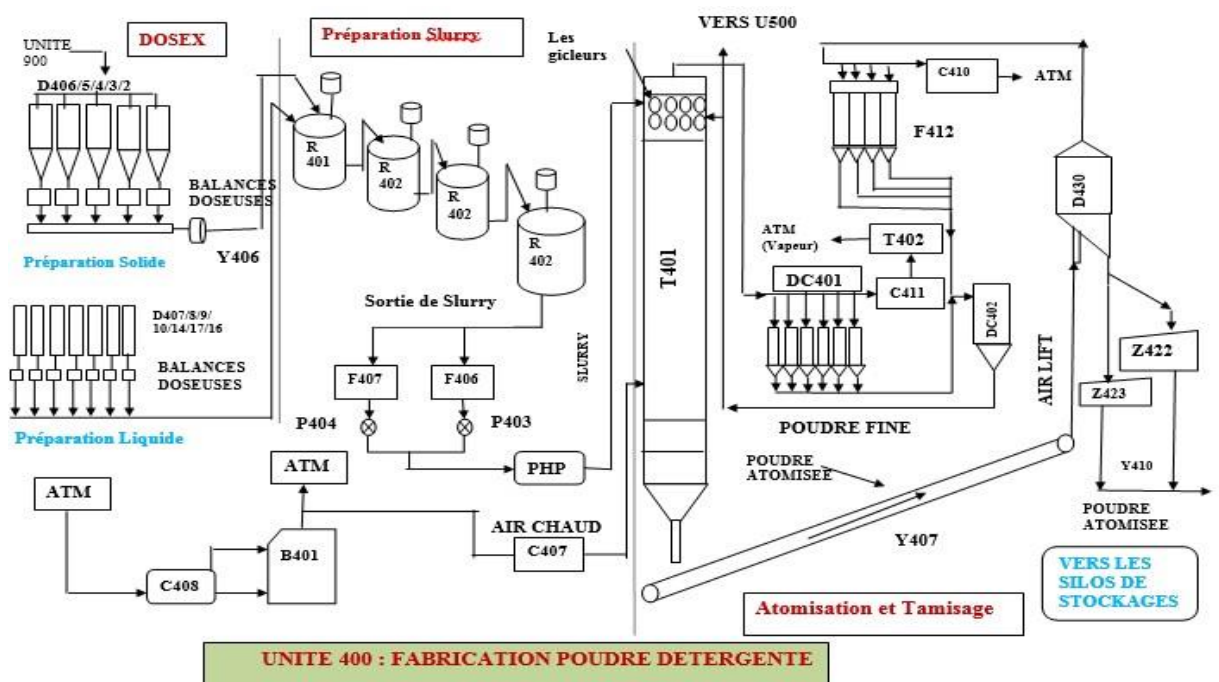 DOSEX
UNITE
900
D406/5/4/3/2
BALANCES
DOSEUSES
Y406
Préparation Solide
D407/8/9/
10/14/17/16
BALANCES
DOSEUSES
Préparation Liquide
Préparation Slurry
R
401
R
402
R
402
R
402
Sortie de Slurry
F407
F406
P404
P403
PHP
ATM
ATM
C408
B401
AIR CHAUD
C407
Les
gicleurs
VERS U500
T401
SLURRY
C410
ATM
F412
D430
ATM
(Vapeur)
T402
DC401
C411
DC402
POUDRE FINE
AIR LIFT
Z422
Z423
Y410
POUDRE
ATOMISEE
POUDRE
ATOMISEE
Y407
VERS LES
SILOS DE
STOCKAGES
Atomisation et Tamisage
UNITE 400 : FABRICATION POUDRE DETERGENTE